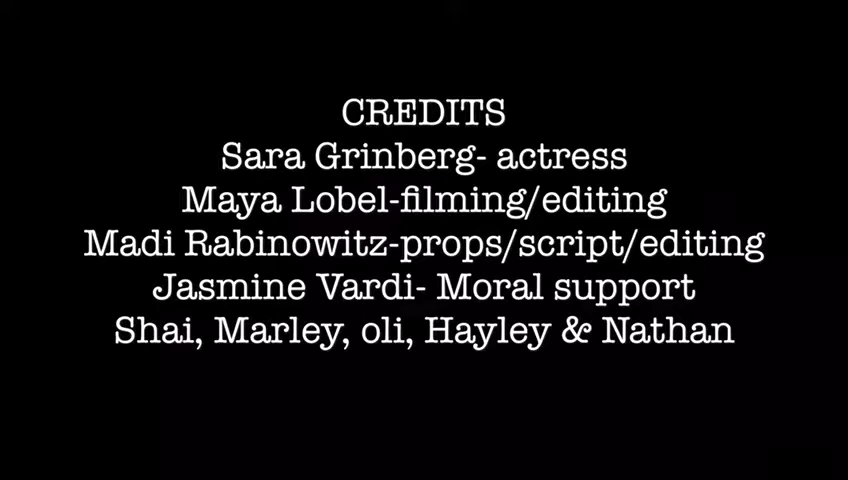 CREDITS
Sara Grinberg- actress
Maya Lobel-filming/editing
Madi Rabinowitz-props/script/editing
Jasmine Vardi- Moral support
Shai, Marley, oli, Hayley & Nathan